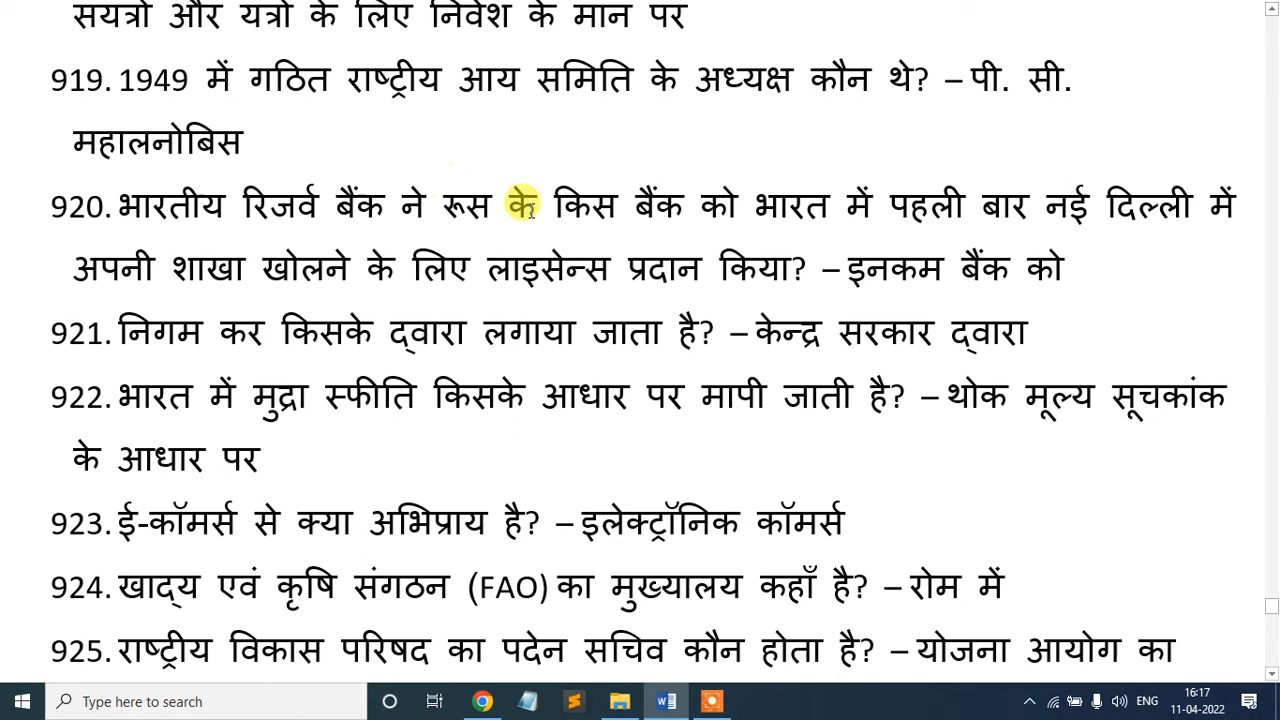 सयंत्रो और यंत्रो के लिए निवेश के मान पर
919. 1949 में गठित राष्ट्रीय आय समिति के अध्यक्ष कौन थे? – पी. सी.
महालनोबिस
920. भारतीय रिजर्व बैंक ने रूस के किस बैंक को भारत में पहली बार नई दिल्ली में
अपनी शाखा खोलने के लिए लाइसेन्स प्रदान किया? – इनकम बैंक को
921. निगम कर किसके द्वारा लगाया जाता है? – केन्द्र सरकार द्वारा
922. भारत में मुद्रा स्फीति किसके आधार पर मापी जाती है? – थोक मूल्य सूचकांक
के आधार पर
923. ई-कॉमर्स से क्या अभिप्राय है? – इलेक्ट्रॉनिक कॉमर्स
924. खाद्य एवं कृषि संगठन (FAO) का मुख्यालय कहाँ है? – रोम में
925. राष्ट्रीय विकास परिषद का पदेन सचिव कौन होता है? – योजना आयोग का
Type here to search
ENG
16:17
11-04-2022